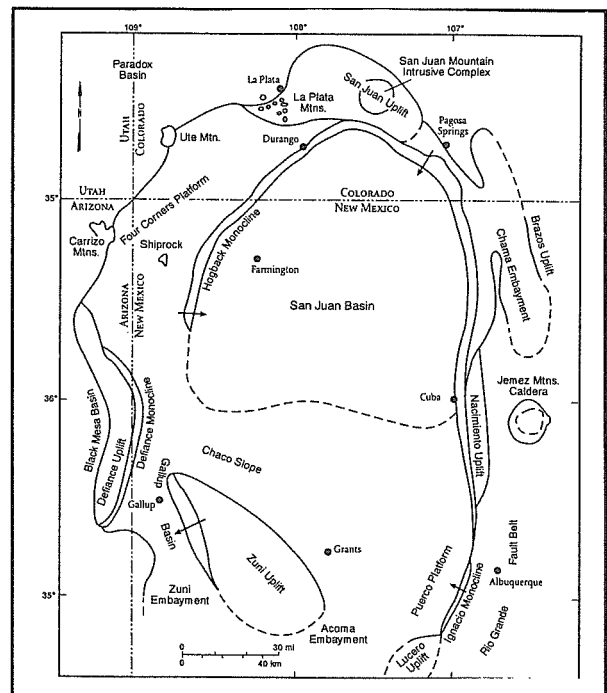 109°
108°
107°
Paradox
Basin
La Plata
La Plata
Mtns.
San Juan Uplift
San Juan Mountain
Intrusive Complex
UTAH
COLORADO
Ute Mtn.
Durango
Pagosa
Springs
35°
UTAH
ARIZONA
Four Corners Platform
COLORADO
NEW MEXICO
Carrizo
Mtns.
Shiprock
Hogback Monocline
Farmington
Chama Embayment
Brazos Uplift
ARIZONA
NEW MEXICO
San Juan Basin
36°
Black Mesa Basin
Defiance Uplift
Defiance Monocline
Cuba
Nacimiento Uplift
Jemez Mtns.
Caldera
Chaco Slope
Gallup
Basin
Gallup
Zuni Uplift
Grants
Puerco Platform
Ignacio Monocline
Fault Belt
Albuquerque
Rio Grande
35°
Zuni
Embayment
Acoma
Embayment
Lucero
Uplift
0 30 mi
0 40 km